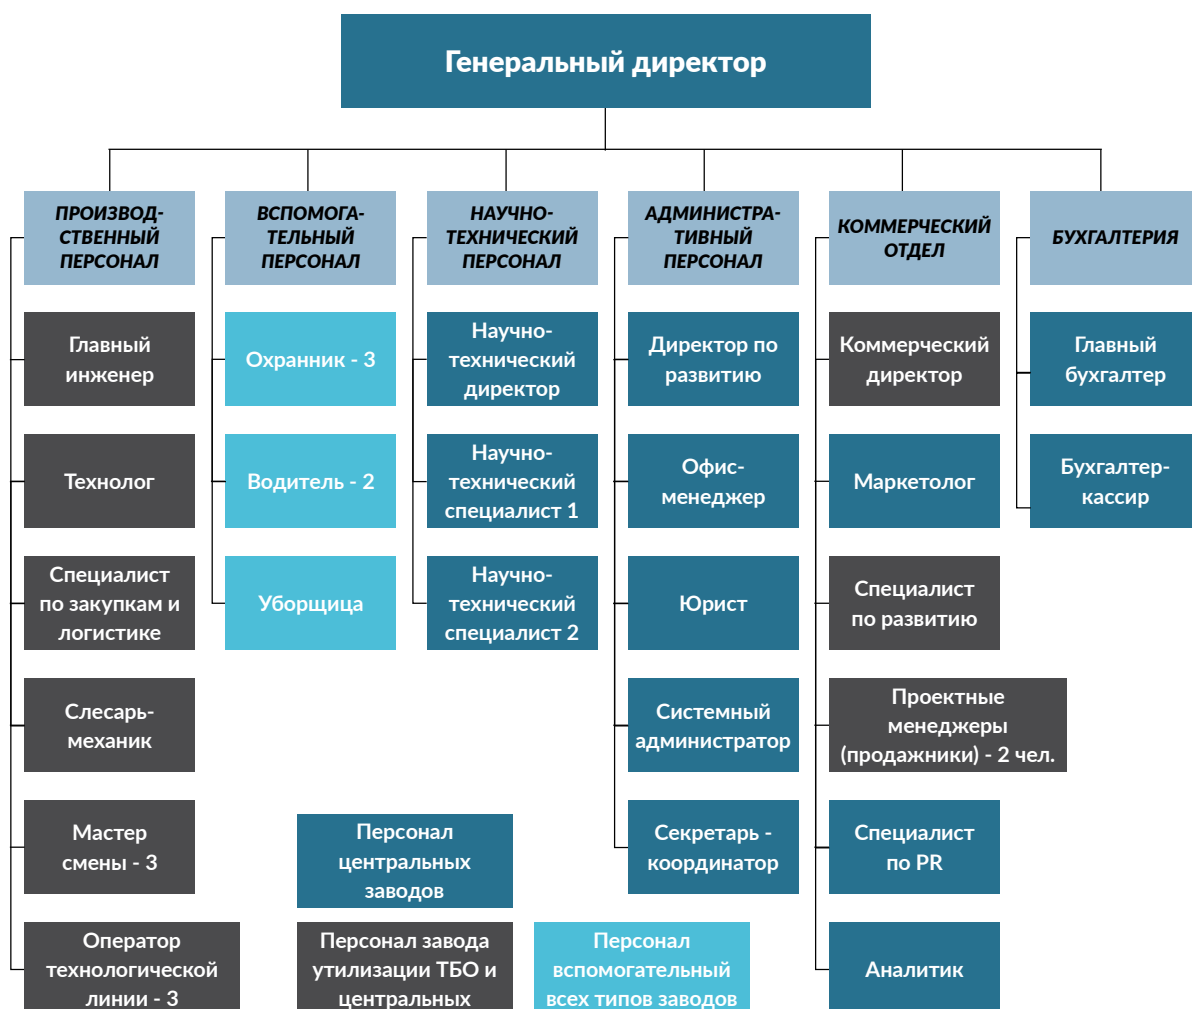 Генеральный директор
ПРОИЗВОД-
СТВЕННЫЙ
ПЕРСОНАЛ
ВСПОМОГА-
ТЕЛЬНЫЙ
ПЕРСОНАЛ
НАУЧНО-
ТЕХНИЧЕСКИЙ
ПЕРСОНАЛ
АДМИНИСТРА-
ТИВНЫЙ
ПЕРСОНАЛ
КОММЕРЧЕСКИЙ
ОТДЕЛ
БУХГАЛТЕРИЯ
Главный
инженер
Охранник - 3
Научно-
технический
директор
Директор по
развитию
Коммерческий
директор
Главный
бухгалтер
Технолог
Водитель - 2
Научно-
технический
специалист 1
Офис-
менеджер
Маркетолог
Бухгалтер-
кассир
Специалист
по закупкам и
логистике
Уборщица
Научно-
технический
специалист 2
Юрист
Специалист
по развитию
Слесарь-
механик
Системный
администратор
Проектные
менеджеры
(продажники) - 2 чел.
Мастер
смены - 3
Персонал
центральных
заводов
Секретарь -
координатор
Специалист
по PR
Оператор
технологической
линии - 3
Персонал завода
утилизации ТБО и
центральных
Персонал
вспомогательный
всех типов заводов
Аналитик